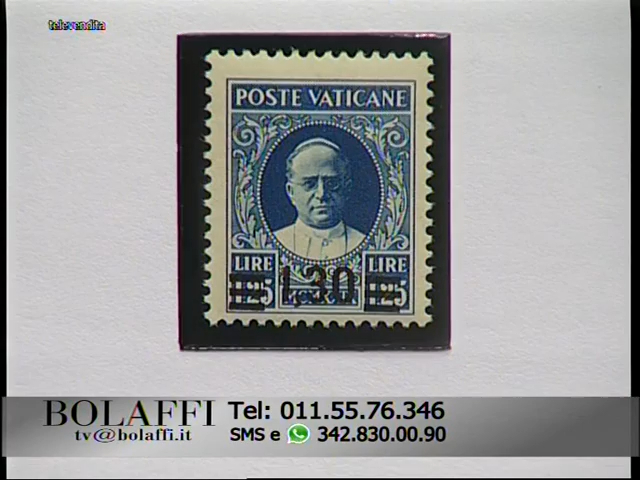 televendita
POSTE VATICANE
LIRE LIRE
1,30
1.25 1.25
BOLAFFI
tv@bolaffi.it
Tel: 011.55.76.346
SMS e 342.830.00.90